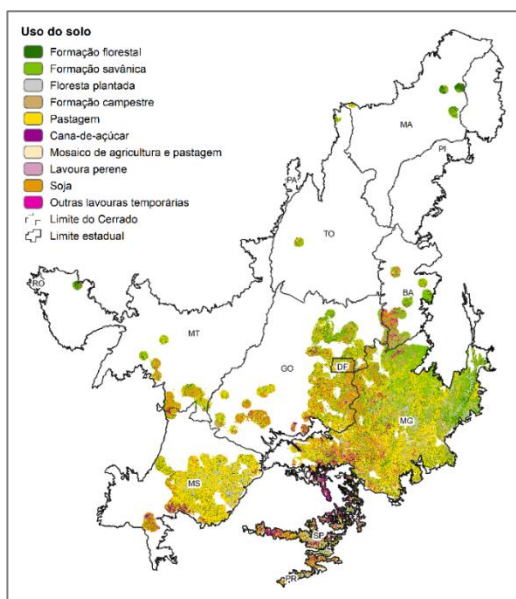 Uso do solo
Formação florestal
Formação savânica
Floresta plantada
Formação campestre
Pastagem
Cana-de-açúcar
Mosaico de agricultura e pastagem
Lavoura perene
Soja
Outras lavouras temporárias
Limite do Cerrado
Limite estadual
MA
PI
PA
TO
RO
BA
MT
GO
DF
MG
MS
SP
PR